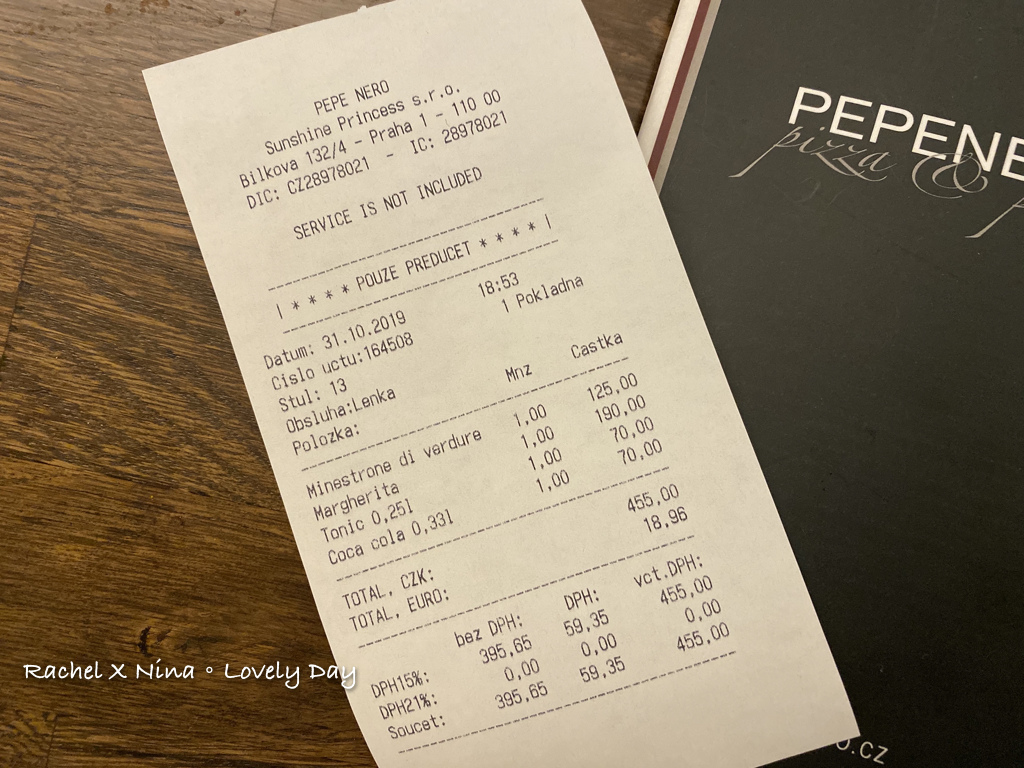 PEPE NERO
Sunshine Princess s.r.o.
Bilkova 132/4 - Praha 1 - 110 00
DIC: CZ28978021 - IC: 28978021
SERVICE IS NOT INCLUDED
| * * * * POUZE PREDUCET * * * * |
Datum: 31.10.2019 18:53
Cislo uctu:164508 1 Pokladna
Stul: 13
Obsluha:Lenka
Polozka: Mnz Castka
Minestrone di verdure 1,00 125,00
Margherita 1,00 190,00
Tonic 0,25l 1,00 70,00
Coca cola 0,33l 1,00 70,00
TOTAL, CZK: 455,00
TOTAL, EURO: 18,96
bez DPH: DPH: vct.DPH:
DPH15%: 395,65 59,35 455,00
DPH21%: 0,00 0,00 0,00
Soucet: 395,65 59,35 455,00
PEPENE
pizza &
.CZ
Rachel X Nina。Lovely Day